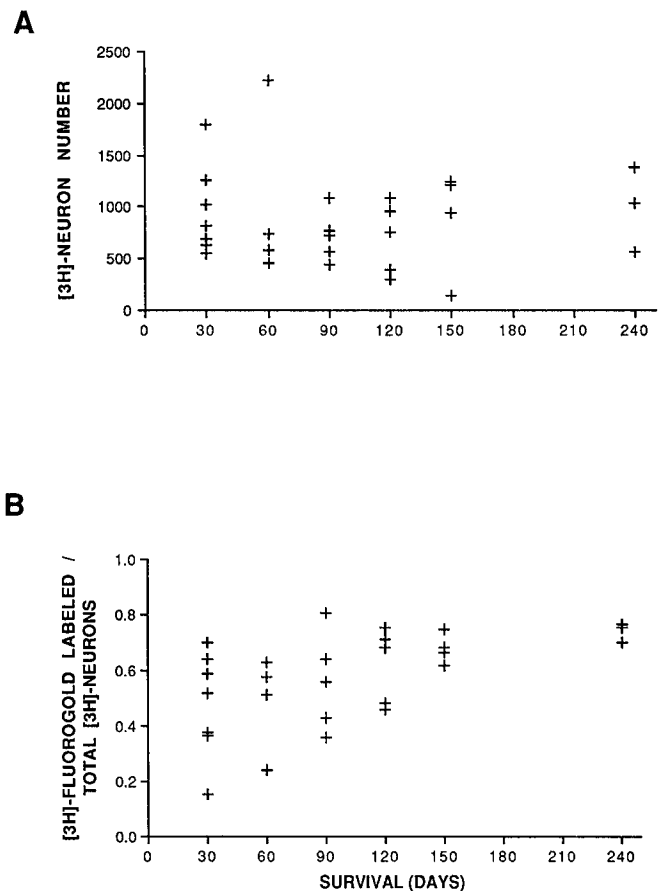 A
[3H]-NEURON NUMBER
2500
2000
1500
1000
500
0
0 30 60 90 120 150 180 210 240
B
[3H]-FLUOROGOLD LABELED /
TOTAL [3H]-NEURONS
1.0
0.8
0.6
0.4
0.2
0.0
0 30 60 90 120 150 180 210 240
SURVIVAL (DAYS)